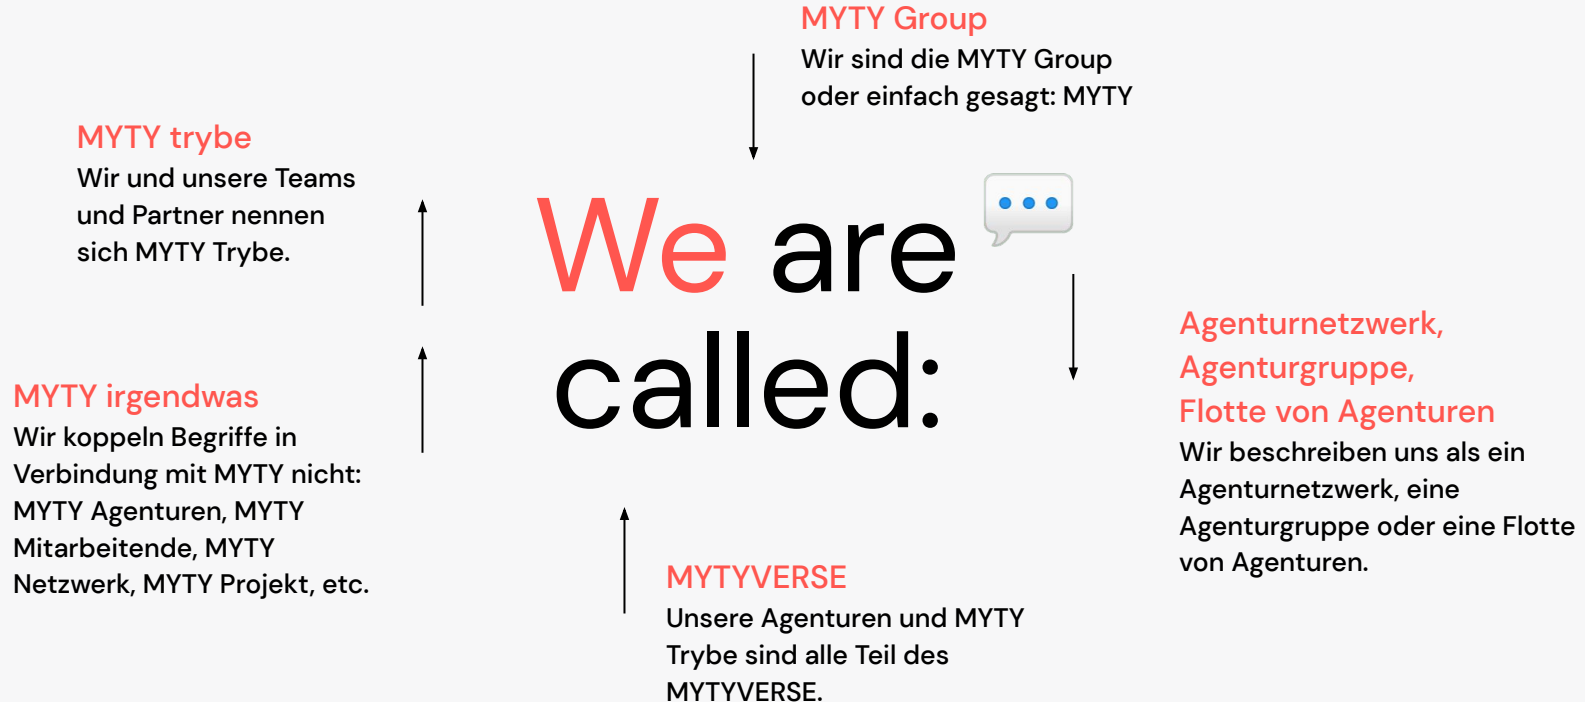 MYTY Group
Wir sind die MYTY Group
oder einfach gesagt: MYTY
MYTY trybe
Wir und unsere Teams
und Partner nennen
sich MYTY Trybe.
We are
called:
MYTY irgendwas
Wir koppeln Begriffe in
Verbindung mit MYTY nicht:
MYTY Agenturen, MYTY
Mitarbeitende, MYTY
Netzwerk, MYTY Projekt, etc.
Agenturnetzwerk,
Agenturgruppe,
Flotte von Agenturen
Wir beschreiben uns als ein
Agenturnetzwerk, eine
Agenturgruppe oder eine Flotte
von Agenturen.
MYTYVERSE
Unsere Agenturen und MYTY
Trybe sind alle Teil des
MYTYVERSE.